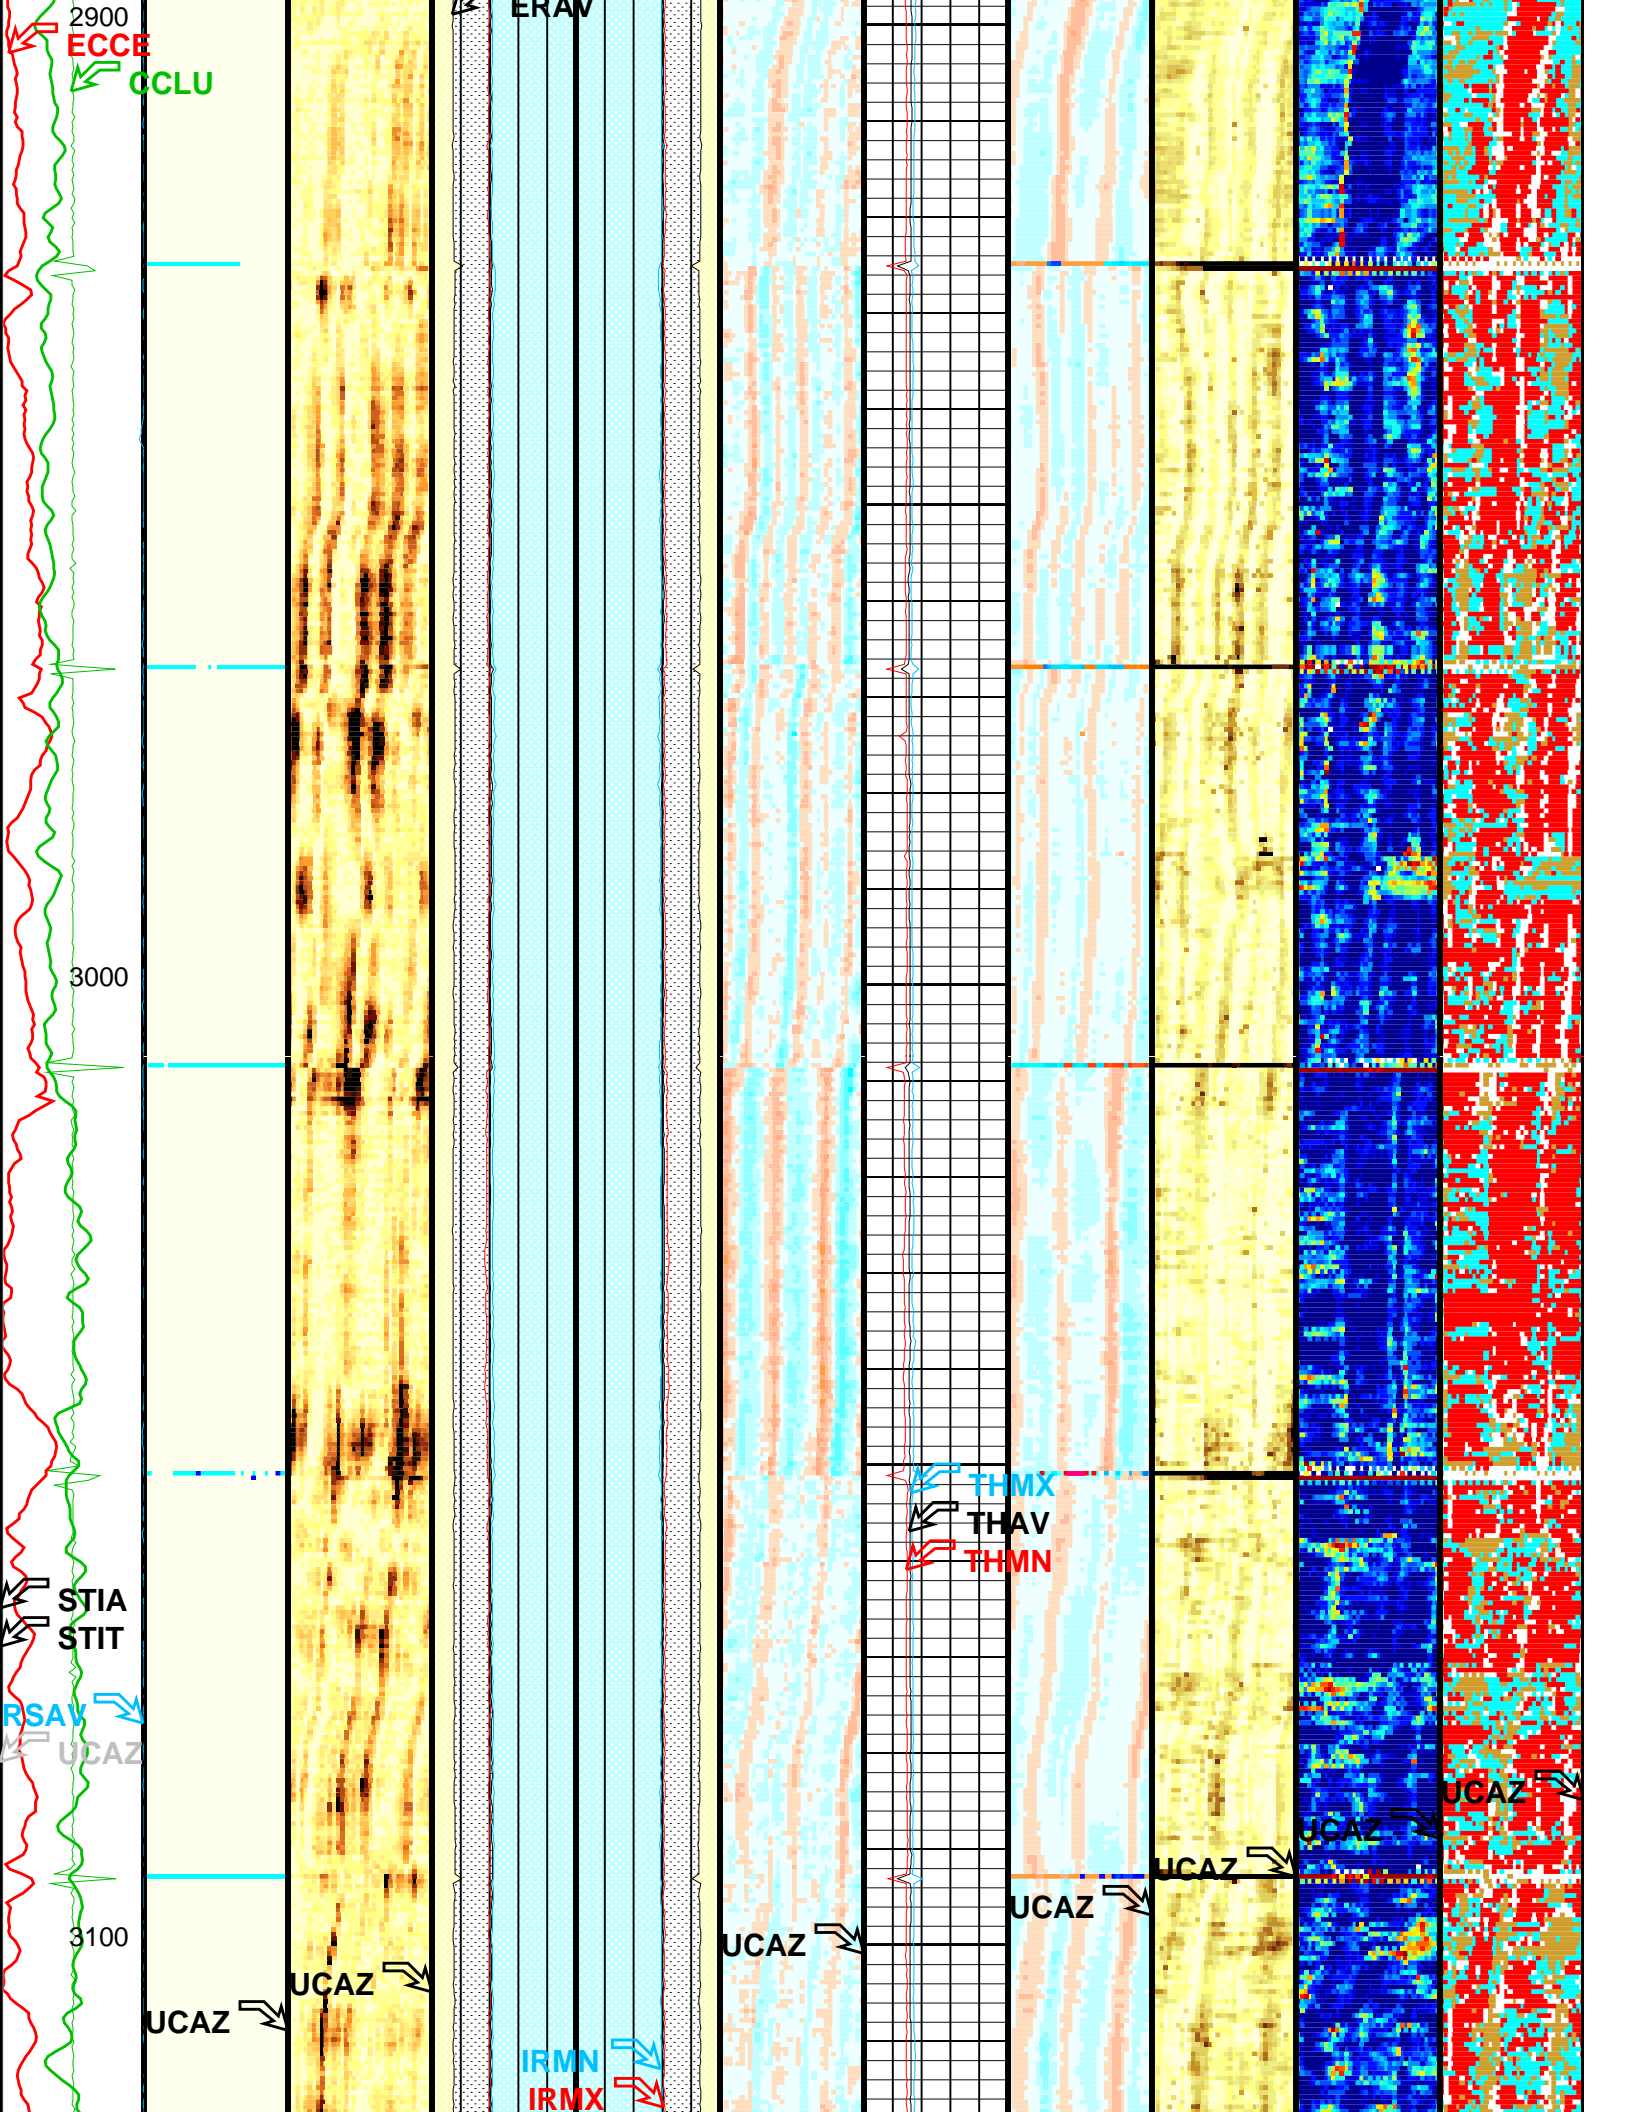 2900
ERAV
ECCE
CCLU
3000
THMX
THAV
THMN
STIA
STIT
RSAV
UCAZ
UCAZ
UCAZ
UCAZ
UCAZ
3100
UCAZ
UCAZ
UCAZ
IRMN
IRMX